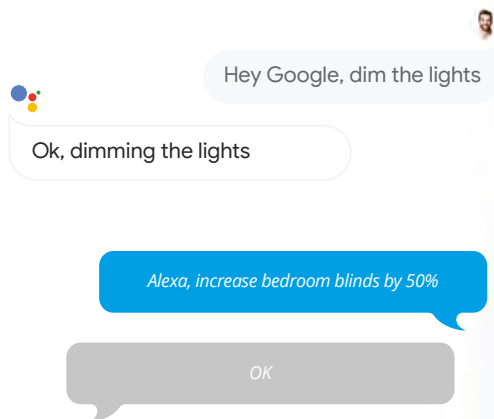 Hey Google, dim the lights
Ok, dimming the lights
Alexa, increase bedroom blinds by 50%
OK